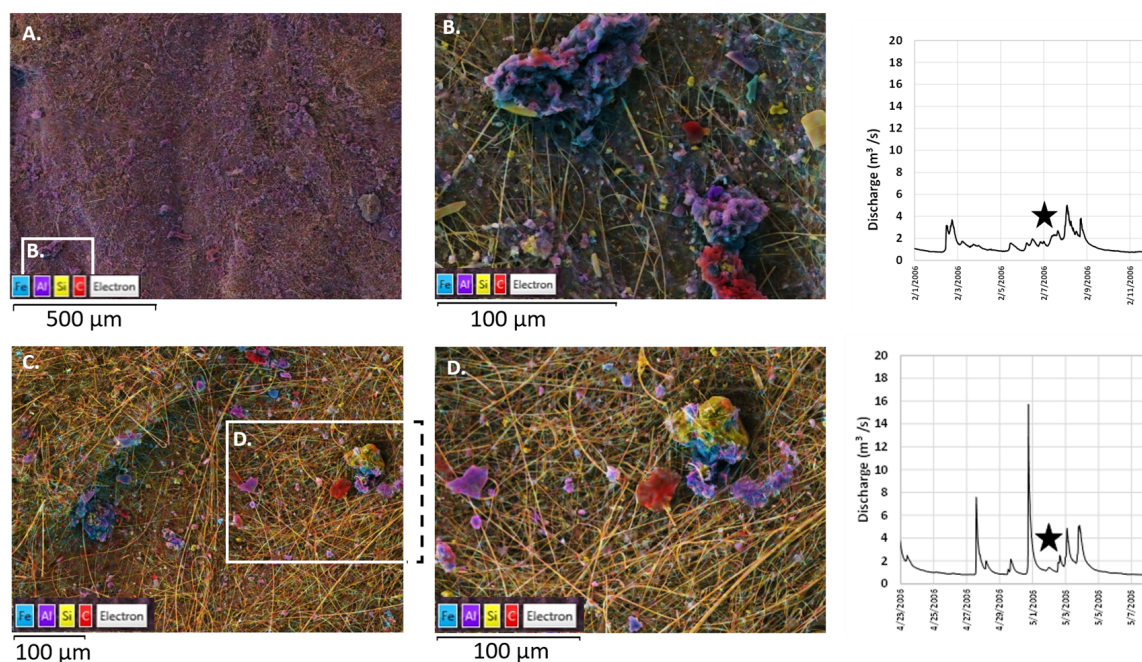 A.
B.
Fe Al Si C Electron
500 µm
B.
Fe Al Si C Electron
100 µm
20
18
16
14
12
10
8
6
4
2
0
Discharge (m³ /s)
2/1/2006
2/3/2006
2/5/2006
2/7/2006
2/9/2006
2/11/2006
C.
D.
Fe Al Si C Electron
100 µm
D.
Fe Al Si C Electron
100 µm
20
18
16
14
12
10
8
6
4
2
0
Discharge (m³ /s)
4/23/2006
4/25/2006
4/27/2006
4/29/2006
5/1/2006
5/3/2006
5/5/2006
5/7/2006